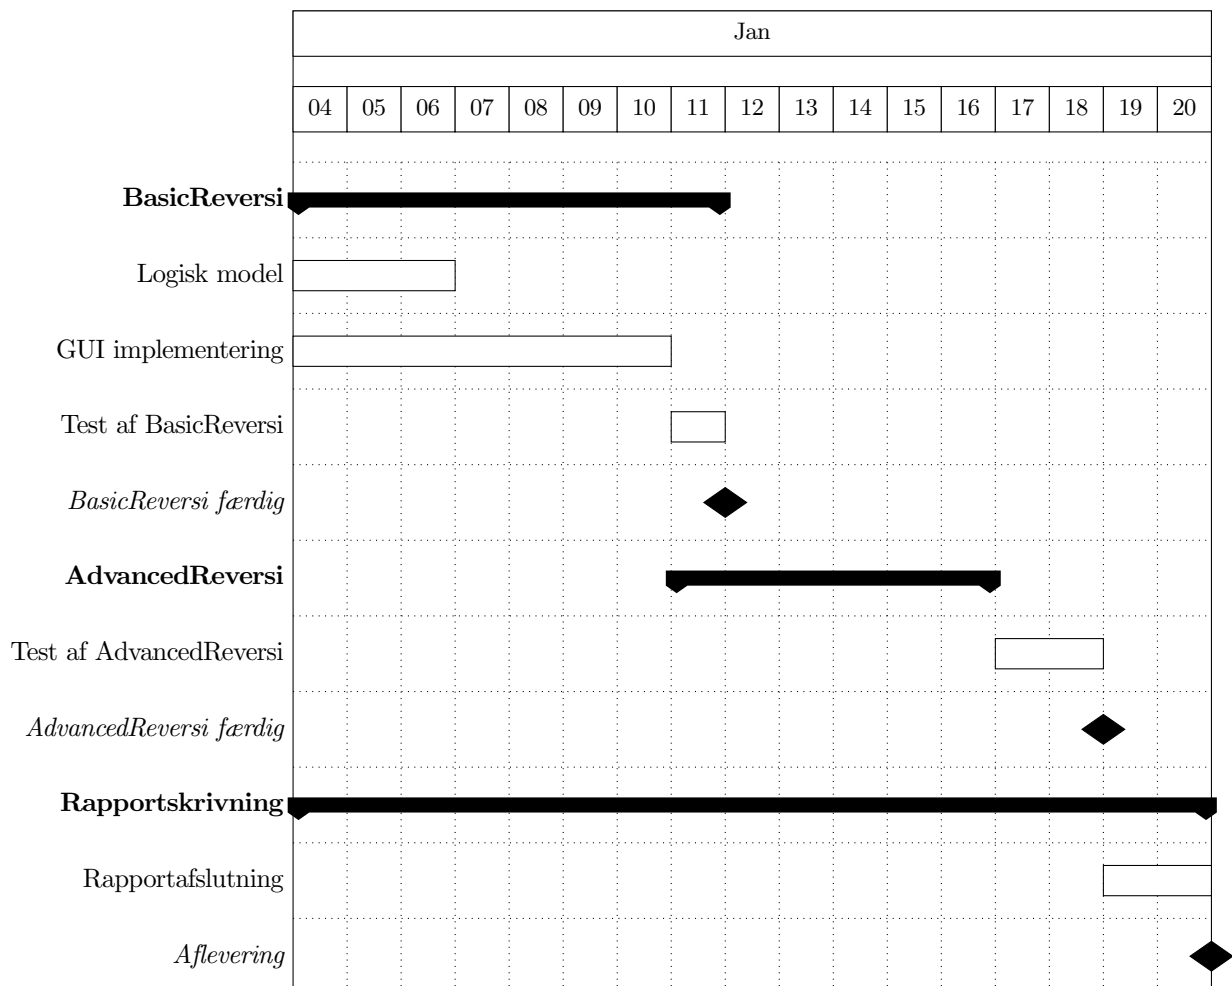 Jan
04 05 06 07 08 09 10 11 12 13 14 15 16 17 18 19 20
BasicReversi
Logisk model
GUI implementering
Test af BasicReversi
BasicReversi færdig
AdvancedReversi
Test af AdvancedReversi
AdvancedReversi færdig
Rapportskrivning
Rapportafslutning
Aflevering